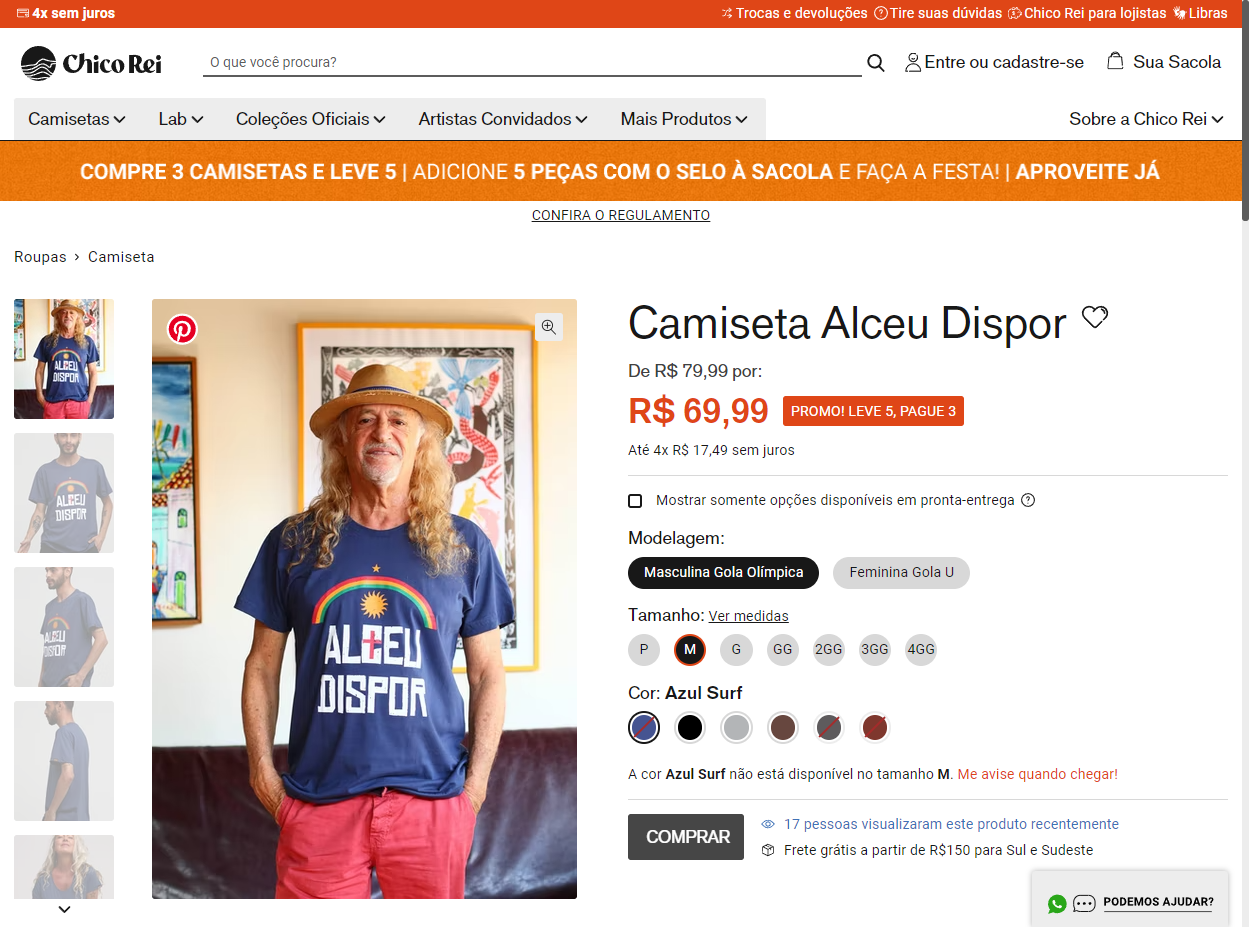 4x sem juros
Trocas e devoluções
Tire suas dúvidas
Chico Rei para lojistas
Libras
Chico Rei
O que você procura?
Entre ou cadastre-se
Sua Sacola
Camisetas
Lab
Coleções Oficiais
Artistas Convidados
Mais Produtos
Sobre a Chico Rei
COMPRE 3 CAMISETAS E LEVE 5 | ADICIONE 5 PEÇAS COM O SELO À SACOLA E FAÇA A FESTA! | APROVEITE JÁ
CONFIRA O REGULAMENTO
Roupas › Camiseta
ALCEU
DISPOR
ALCEU
DISPOR
ALCEU
DISPOR
ALCEU
DISPOR
Camiseta Alceu Dispor
De R$ 79,99 por:
R$ 69,99
PROMO! LEVE 5, PAGUE 3
Até 4x R$ 17,49 sem juros
Mostrar somente opções disponíveis em pronta-entrega
Modelagem:
Masculina Gola Olímpica
Feminina Gola U
Tamanho: Ver medidas
P
M
G
GG
2GG
3GG
4GG
Cor: Azul Surf
A cor Azul Surf não está disponível no tamanho M. Me avise quando chegar!
COMPRAR
17 pessoas visualizaram este produto recentemente
Frete grátis a partir de R$150 para Sul e Sudeste
PODEMOS AJUDAR?